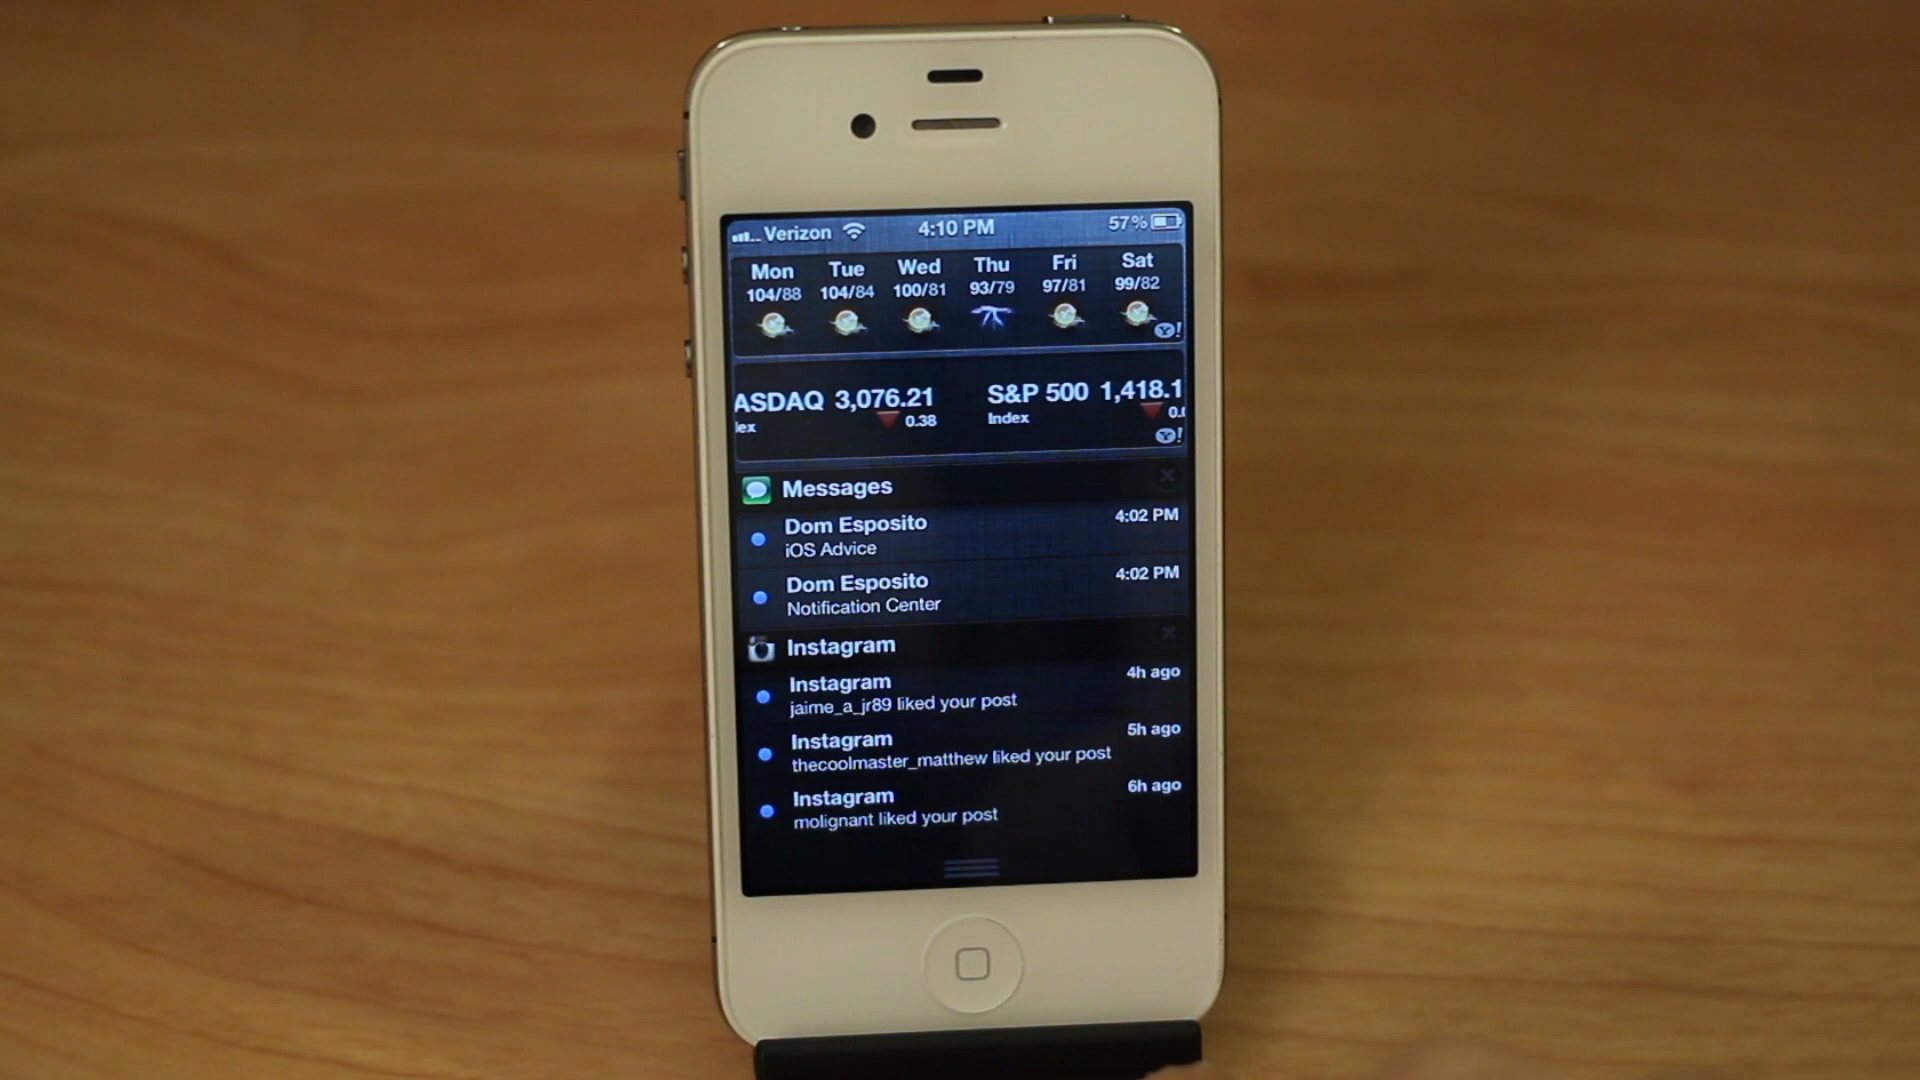 Verizon 4:10 PM 57%
Mon Tue Wed Thu Fri Sat
104/88 104/84 100/81 93/79 97/81 99/82
Y!
ASDAQ 3,076.21 S&P 500 1,418.1
dex 0.38 Index 0.0
Y!
Messages
Dom Esposito 4:02 PM
iOS Advice
Dom Esposito 4:02 PM
Notification Center
Instagram
Instagram 4h ago
jaime_a_jr89 liked your post
Instagram 5h ago
thecoolmaster_matthew liked your post
Instagram 6h ago
molignant liked your post